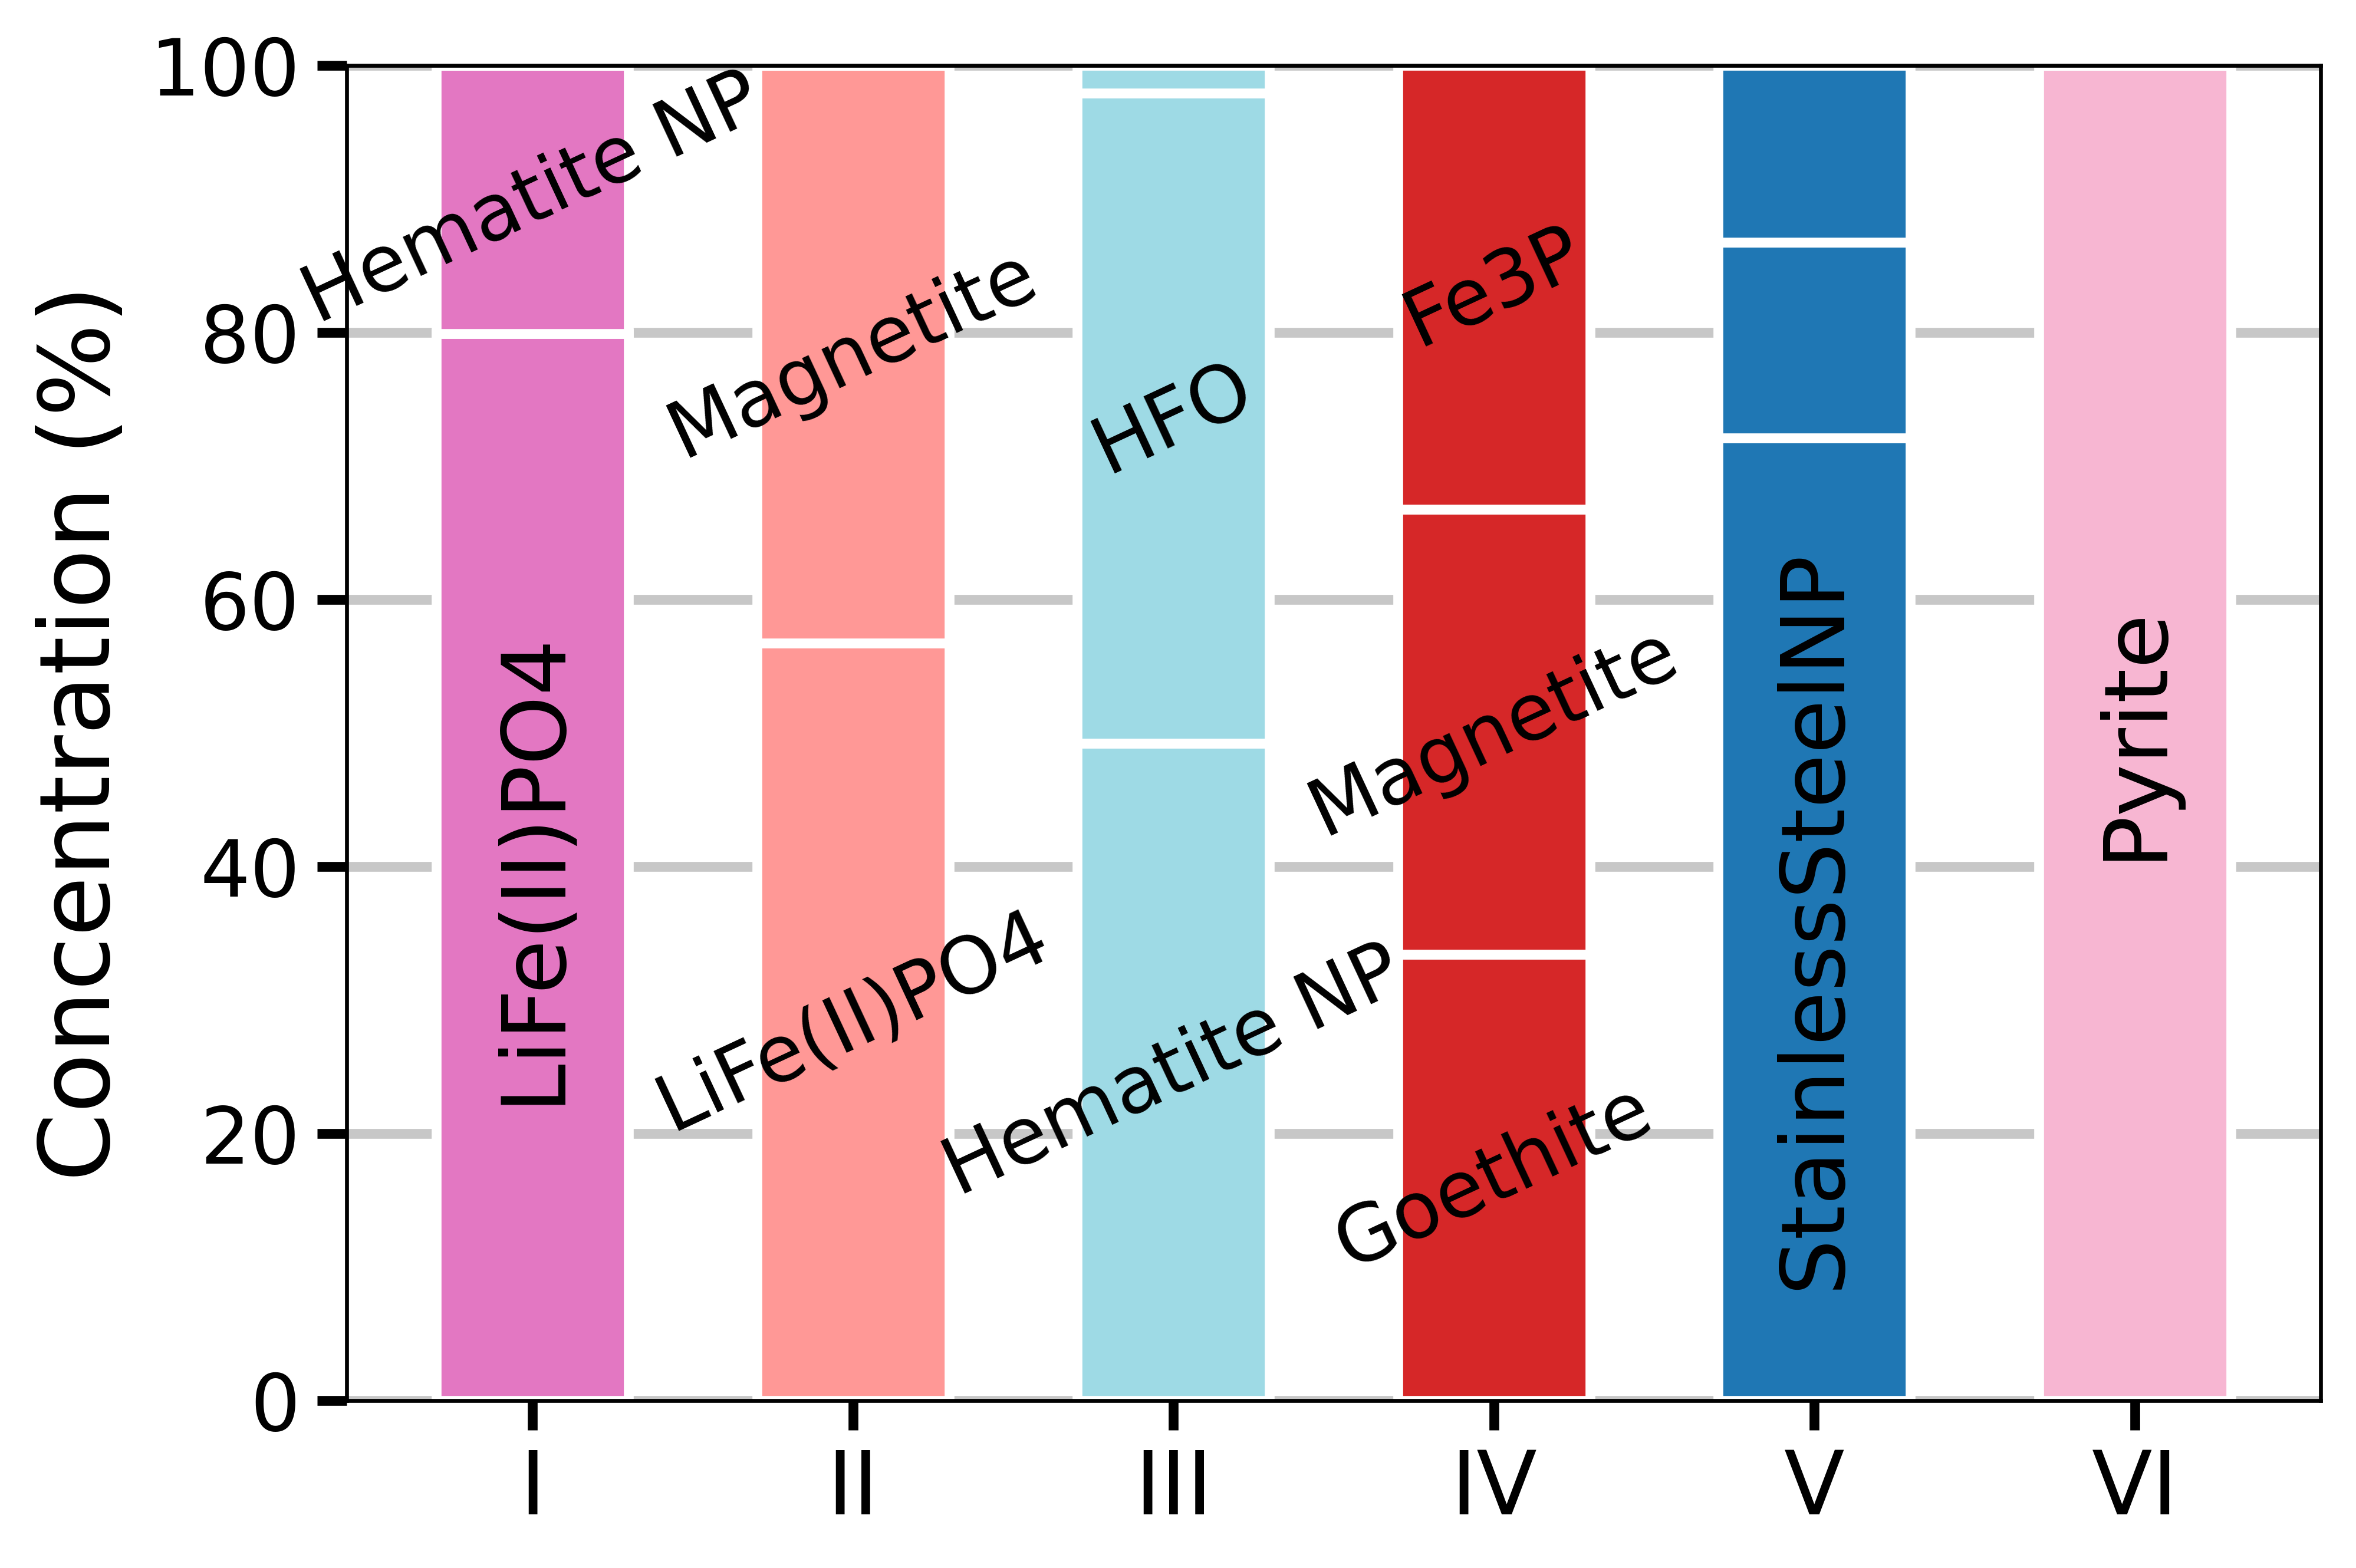 Concentration (%)
100
80
60
40
20
0
Hematite NP
LiFe(II)PO4
Magnetite
LiFe(II)PO4
HFO
Hematite NP
Fe3P
Magnetite
Goethite
StainlessSteelNP
Pyrite
I II III IV V VI